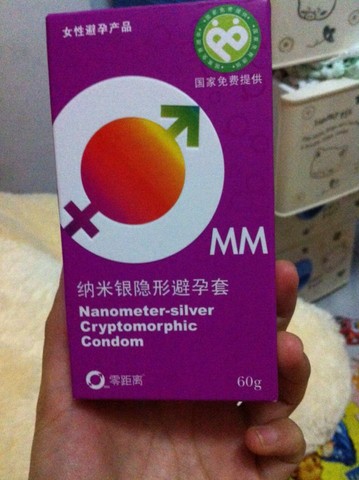 女性避孕产品
国家免费提供
MM
纳米银隐形避孕套
Nanometer-silver
Cryptomorphic
Condom
零距离
60g